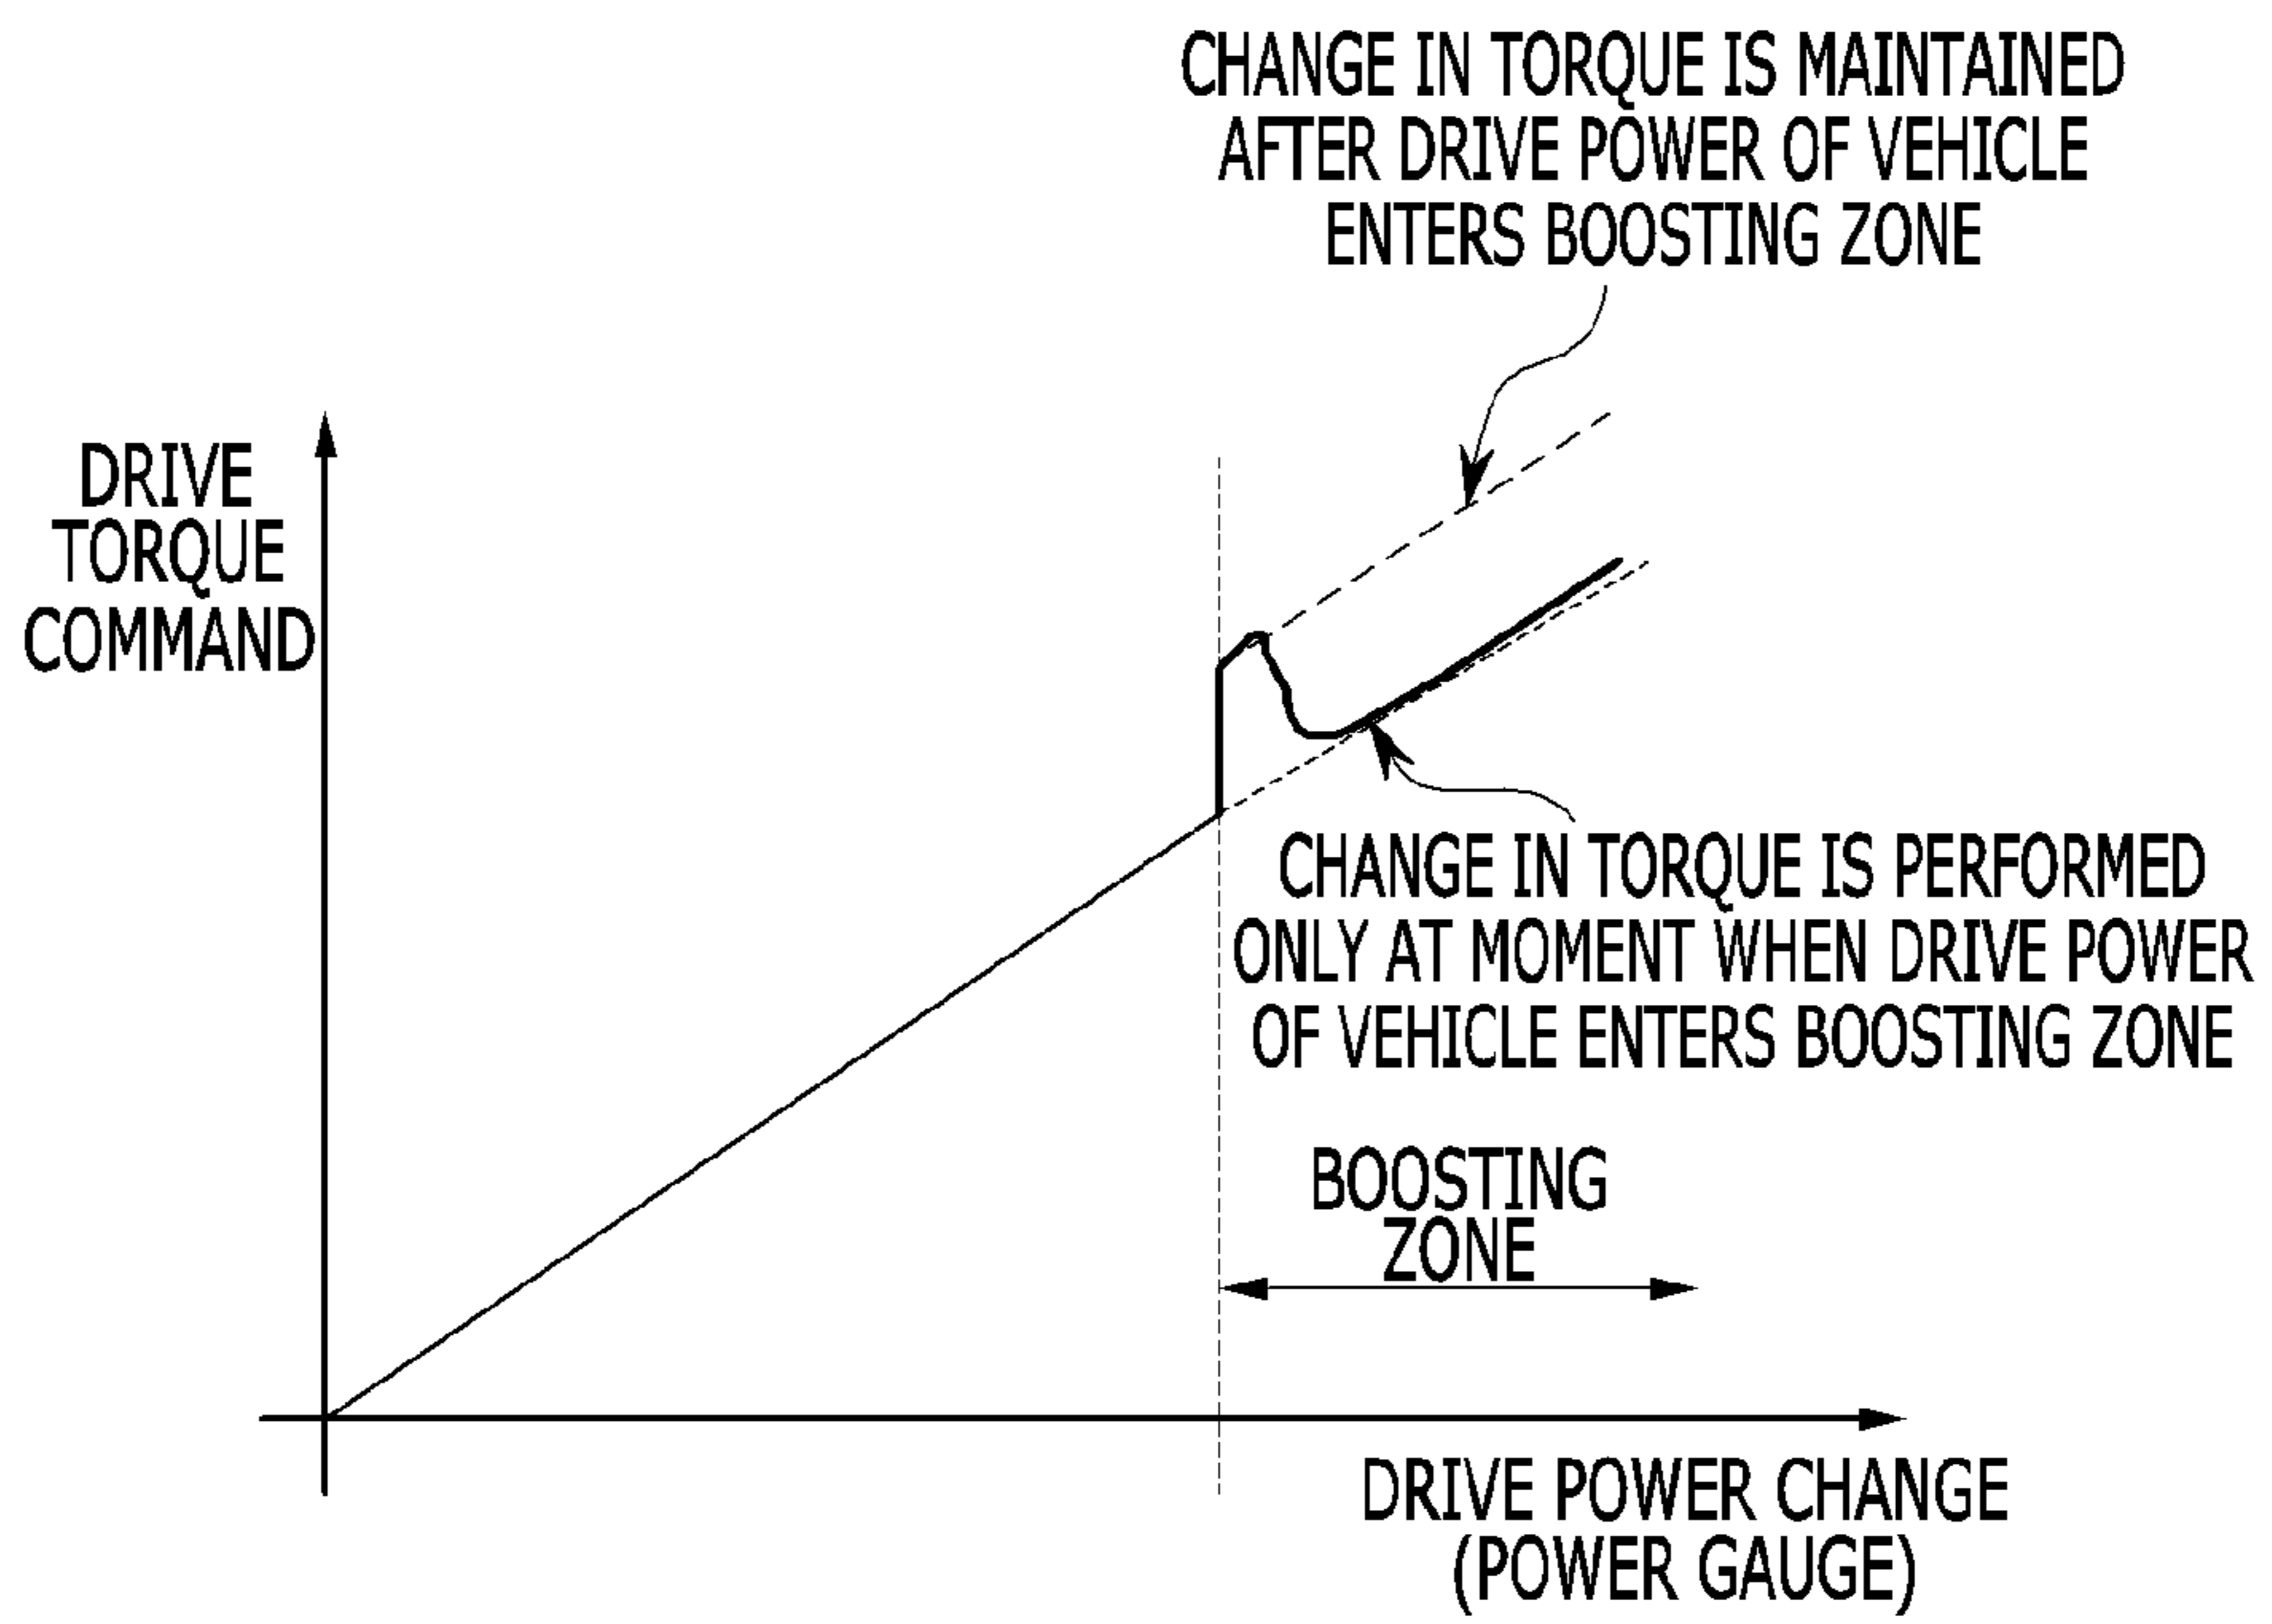 CHANGE IN TORQUE IS MAINTAINED
AFTER DRIVE POWER OF VEHICLE
ENTERS BOOSTING ZONE
DRIVE
TORQUE
COMMAND
CHANGE IN TORQUE IS PERFORMED
ONLY AT MOMENT WHEN DRIVE POWER
OF VEHICLE ENTERS BOOSTING ZONE
BOOSTING
ZONE
DRIVE POWER CHANGE
(POWER GAUGE)